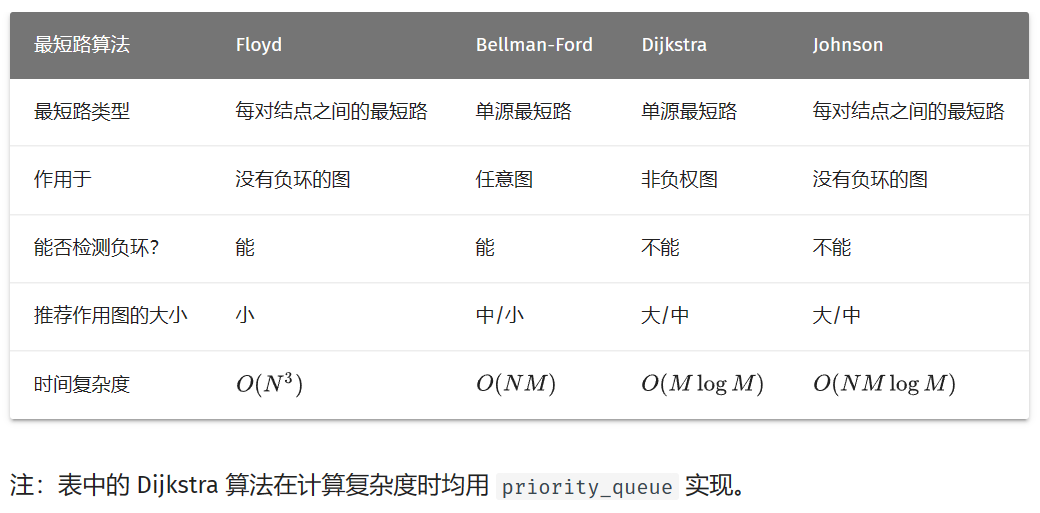 最短路算法 Floyd Bellman-Ford Dijkstra Johnson
最短路类型 每对结点之间的最短路 单源最短路 单源最短路 每对结点之间的最短路
作用于 没有负环的图 任意图 非负权图 没有负环的图
能否检测负环？ 能 能 不能 不能
推荐作用图的大小 小 中/小 大/中 大/中
时间复杂度 O(N³) O(NM) O(M log M) O(NM log M)
注：表中的 Dijkstra 算法在计算复杂度时均用 priority_queue 实现。